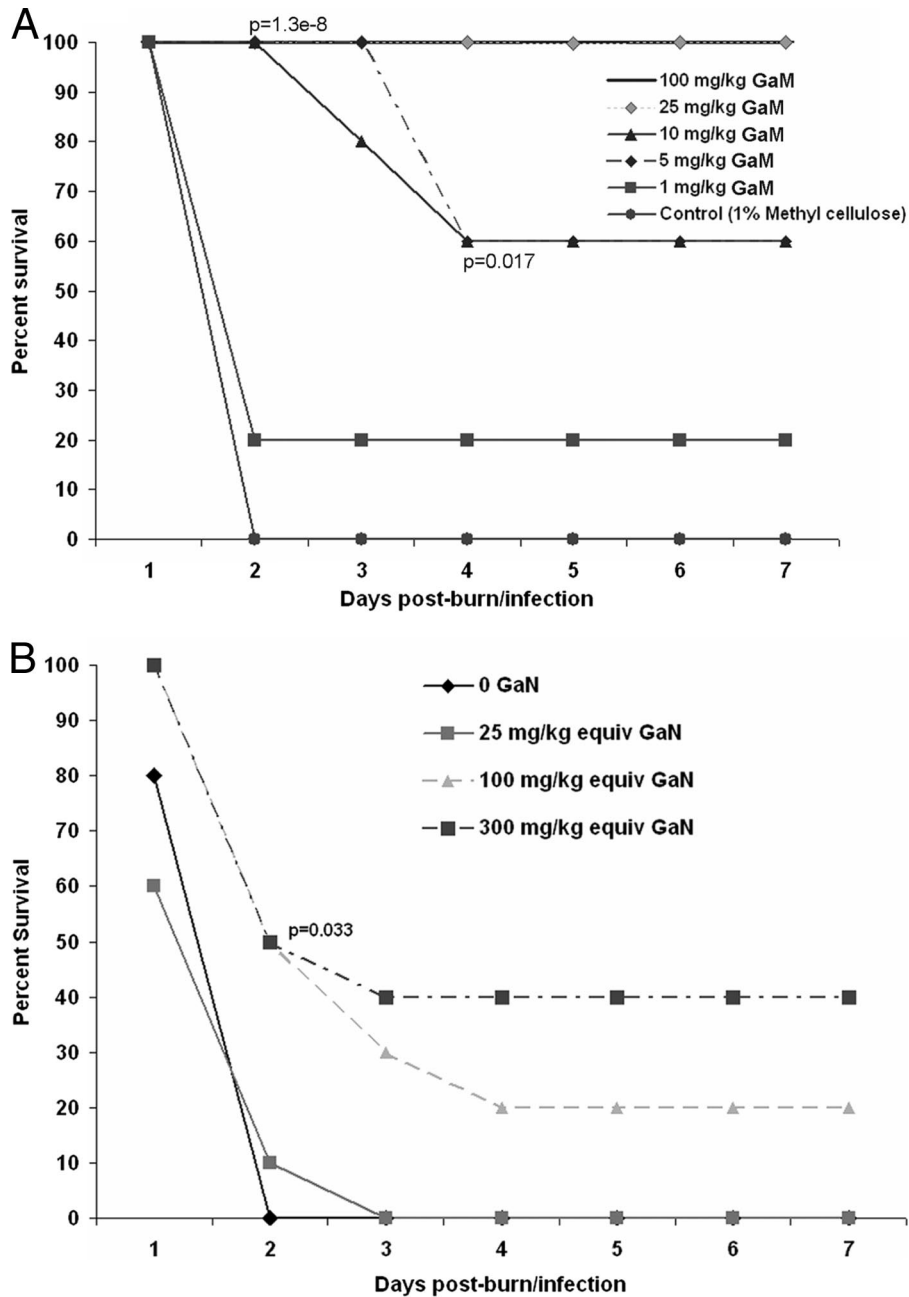 A
p=1.3e-8
100
90
80
70
60
50
40
30
20
10
0
Percent survival
100 mg/kg GaM
25 mg/kg GaM
10 mg/kg GaM
5 mg/kg GaM
1 mg/kg GaM
Control (1% Methyl cellulose)
p=0.017
1 2 3 4 5 6 7
Days post-burn/infection
B
100
90
80
70
60
50
40
30
20
10
0
Percent Survival
0 GaN
25 mg/kg equiv GaN
100 mg/kg equiv GaN
300 mg/kg equiv GaN
p=0.033
1 2 3 4 5 6 7
Days post-burn/infection